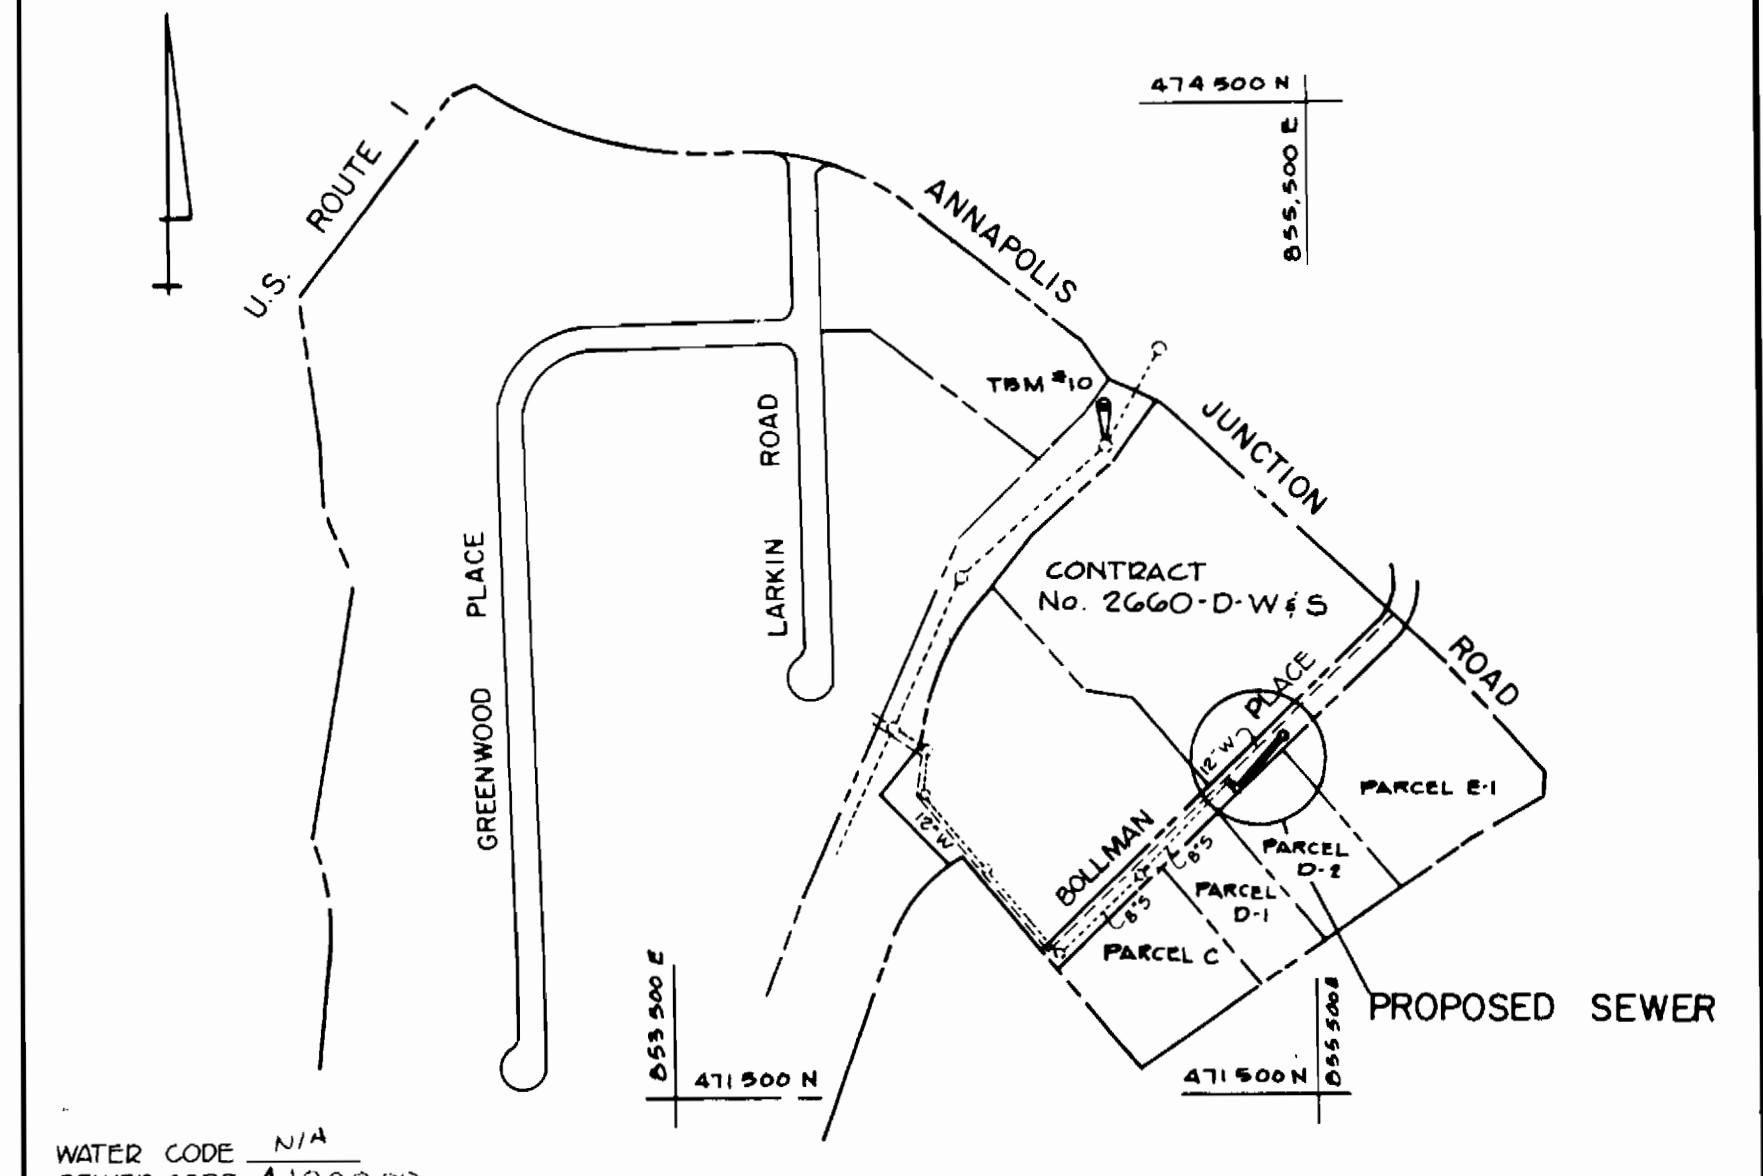 474 500 N
855,500 E
U.S. ROUTE 1
ANNAPOLIS JUNCTION ROAD
TBM #10
LARKIN ROAD
GREENWOOD PLACE
CONTRACT
No. 2660-D-W&S
BOLLMAN PLACE
12"W
12"W
8"S
8"S
PARCEL E-1
PARCEL
D-2
PARCEL
D-1
PARCEL C
PROPOSED SEWER
853 500 E
471 500 N
471 500 N
855 500 E
WATER CODE N/A